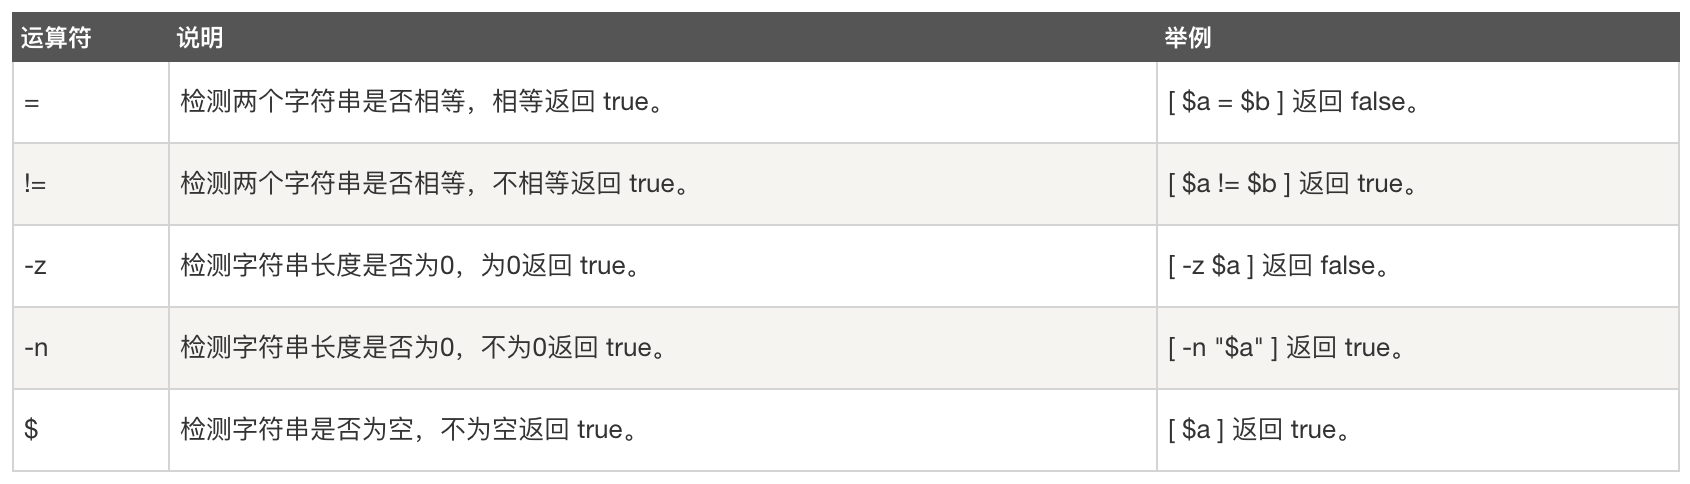 运算符 说明 举例
= 检测两个字符串是否相等，相等返回 true。 [ $a = $b ] 返回 false。
!= 检测两个字符串是否相等，不相等返回 true。 [ $a != $b ] 返回 true。
-z 检测字符串长度是否为0，为0返回 true。 [ -z $a ] 返回 false。
-n 检测字符串长度是否为0，不为0返回 true。 [ -n "$a" ] 返回 true。
$ 检测字符串是否为空，不为空返回 true。 [ $a ] 返回 true。